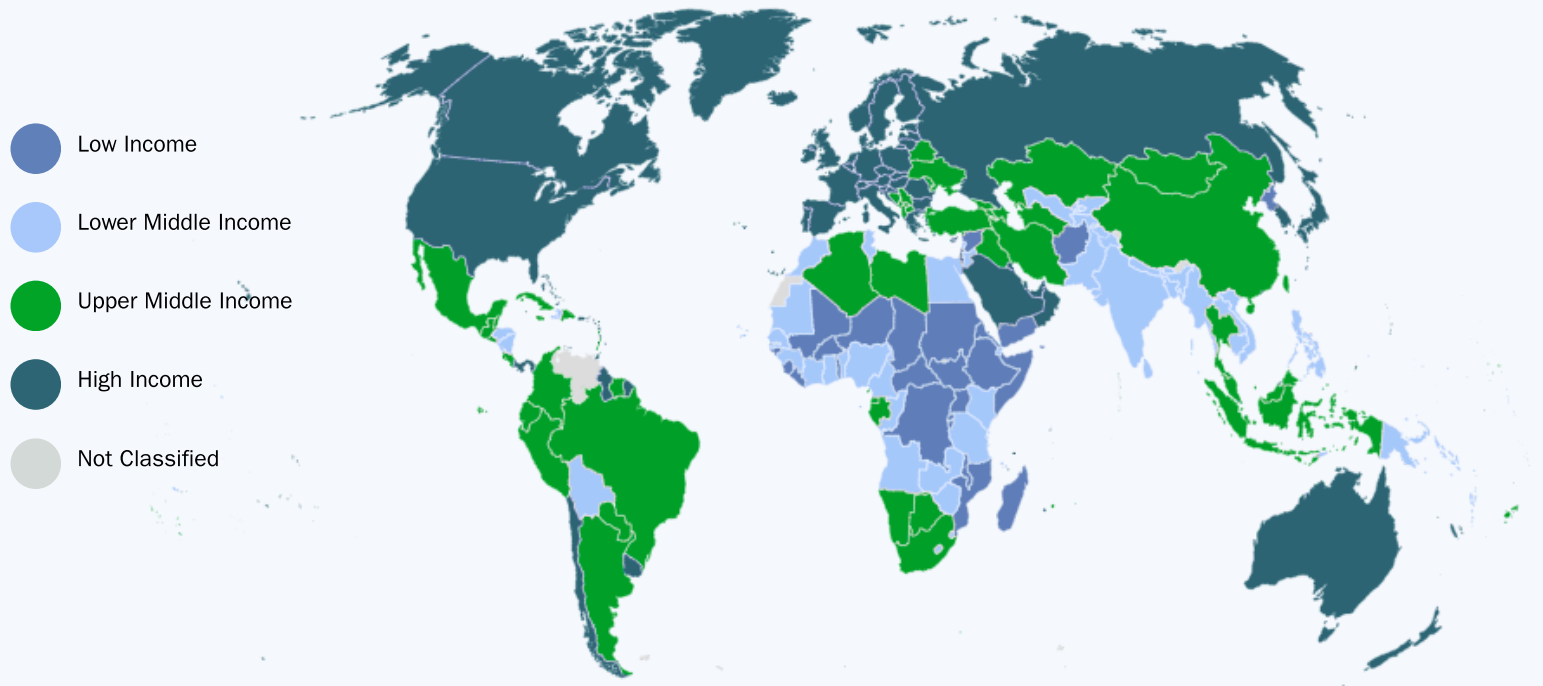 Low Income
Lower Middle Income
Upper Middle Income
High Income
Not Classified